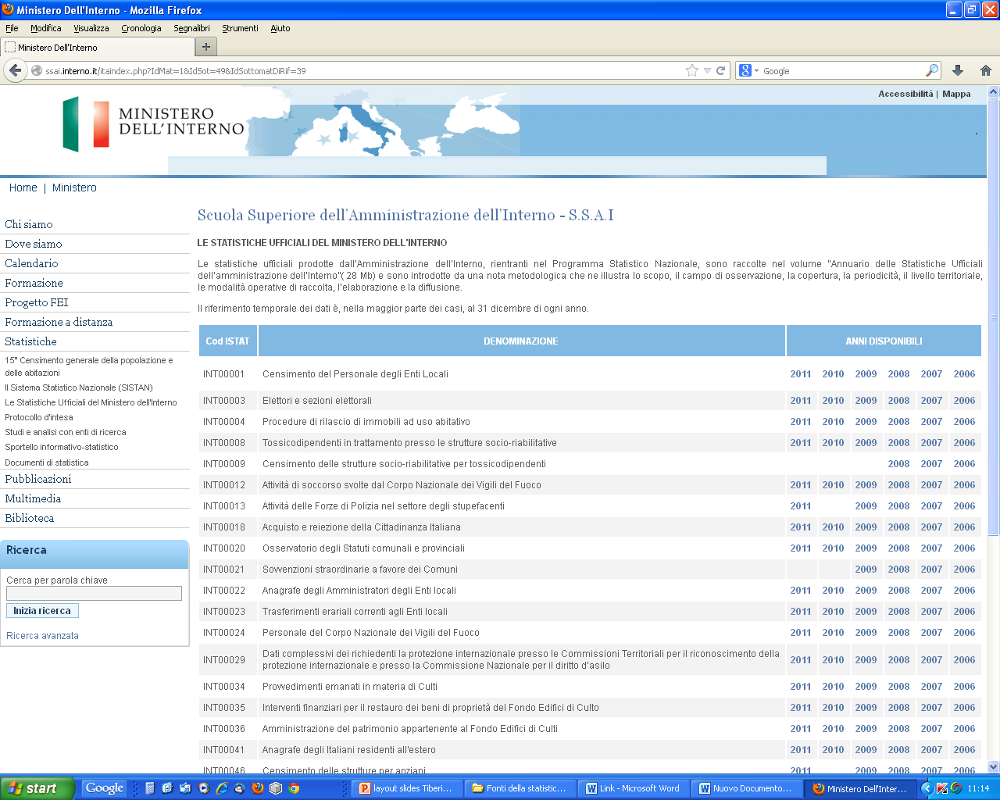 Ministero Dell'Interno - Mozilla Firefox
File Modifica Visualizza Cronologia Segnalibri Strumenti Aiuto
Ministero Dell'Interno
ssai.interno.it/itaindex.php?IdMat=1&IdSot=49&IdSottomatDiRif=39
Google
Accessibilità | Mappa
MINISTERO
DELL'INTERNO
Home | Ministero
Chi siamo
Dove siamo
Calendario
Formazione
Progetto FEI
Formazione a distanza
Statistiche
15° Censimento generale della popolazione e
delle abitazioni
Il Sistema Statistico Nazionale (SISTAN)
Le Statistiche Ufficiali del Ministero dell'Interno
Protocollo d'intesa
Studi e analisi con enti di ricerca
Sportello informativo-statistico
Documenti di statistica
Pubblicazioni
Multimedia
Biblioteca
Ricerca
Cerca per parola chiave
Inizia ricerca
Ricerca avanzata
Scuola Superiore dell'Amministrazione dell'Interno - S.S.A.I
LE STATISTICHE UFFICIALI DEL MINISTERO DELL'INTERNO
Le statistiche ufficiali prodotte dall'Amministrazione dell'Interno, rientranti nel Programma Statistico Nazionale, sono raccolte nel volume "Annuario delle Statistiche Ufficiali
dell'amministrazione dell'Interno"( 28 Mb) e sono introdotte da una nota metodologica che ne illustra lo scopo, il campo di osservazione, la copertura, la periodicità, il livello territoriale,
le modalità operative di raccolta, l'elaborazione e la diffusione.
Il riferimento temporale dei dati è, nella maggior parte dei casi, al 31 dicembre di ogni anno.
Cod ISTAT DENOMINAZIONE ANNI DISPONIBILI
INT00001 Censimento del Personale degli Enti Locali 2011 2010 2009 2008 2007 2006
INT00003 Elettori e sezioni elettorali 2011 2010 2009 2008 2007 2006
INT00004 Procedure di rilascio di immobili ad uso abitativo 2011 2010 2009 2008 2007 2006
INT00008 Tossicodipendenti in trattamento presso le strutture socio-riabilitative 2011 2010 2009 2008 2007 2006
INT00009 Censimento delle strutture socio-riabilitative per tossicodipendenti 2008 2007 2006
INT00012 Attività di soccorso svolte dal Corpo Nazionale dei Vigili del Fuoco 2011 2010 2009 2008 2007 2006
INT00013 Attività delle Forze di Polizia nel settore degli stupefacenti 2011 2009 2008 2007 2006
INT00018 Acquisto e reiezione della Cittadinanza Italiana 2011 2010 2009 2008 2007 2006
INT00020 Osservatorio degli Statuti comunali e provinciali 2011 2010 2009 2008 2007 2006
INT00021 Sovvenzioni straordinarie a favore dei Comuni 2009 2008 2007 2006
INT00022 Anagrafe degli Amministratori degli Enti locali 2011 2010 2009 2008 2007 2006
INT00023 Trasferimenti erariali correnti agli Enti locali 2011 2010 2009 2008 2007 2006
INT00024 Personale del Corpo Nazionale dei Vigili del Fuoco 2011 2010 2009 2008 2007 2006
INT00029 Dati complessivi dei richiedenti la protezione internazionale presso le Commissioni Territoriali per il riconoscimento della
protezione internazionale e presso la Commissione Nazionale per il diritto d'asilo 2011 2010 2009 2008 2007 2006
INT00034 Provvedimenti emanati in materia di Culti 2011 2010 2009 2008 2007 2006
INT00035 Interventi finanziari per il restauro dei beni di proprietà del Fondo Edifici di Culto 2011 2010 2009 2008 2007 2006
INT00036 Amministrazione del patrimonio appartenente al Fondo Edifici di Culti 2011 2010 2009 2008 2007 2006
INT00041 Anagrafe degli Italiani residenti all'estero 2011 2010 2009 2008 2007 2006
INT00046 Censimento delle strutture per anziani 2011 2009 2008 2007 2006
start Google layout slides Tiberi... Fonti della statistic... Link - Microsoft Word Nuovo Documento... Ministero Dell'Inter... 11:14